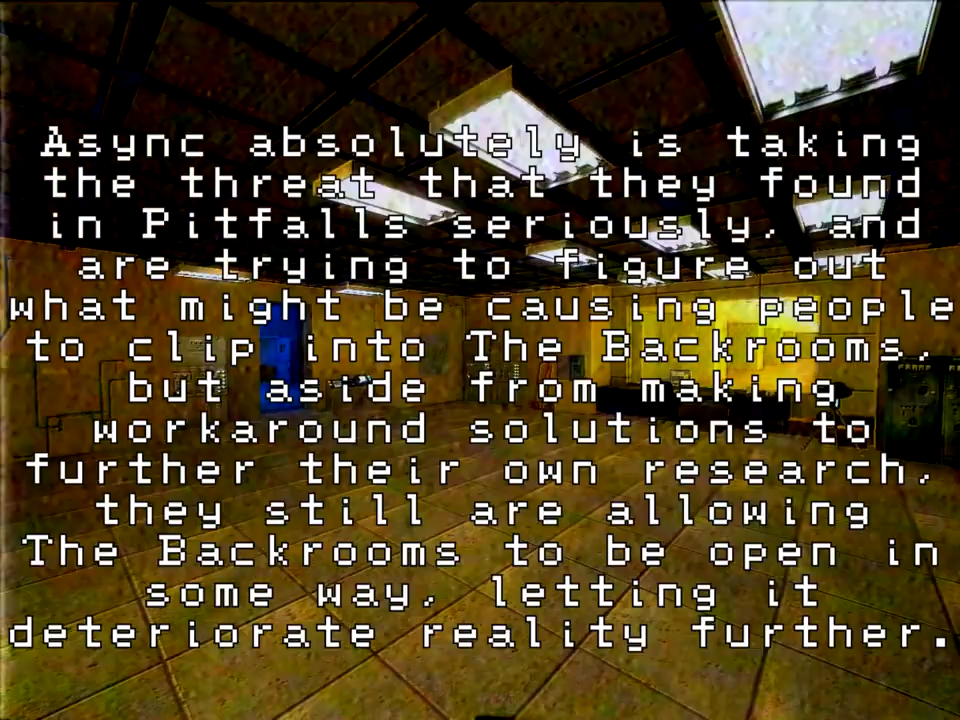 Async absolutely is taking
the threat that they found
in Pitfalls seriously, and
are trying to figure out
what might be causing people
to clip into The Backrooms,
but aside from making
workaround solutions to
further their own research,
they still are allowing
The Backrooms to be open in
some way, letting it
deteriorate reality further.